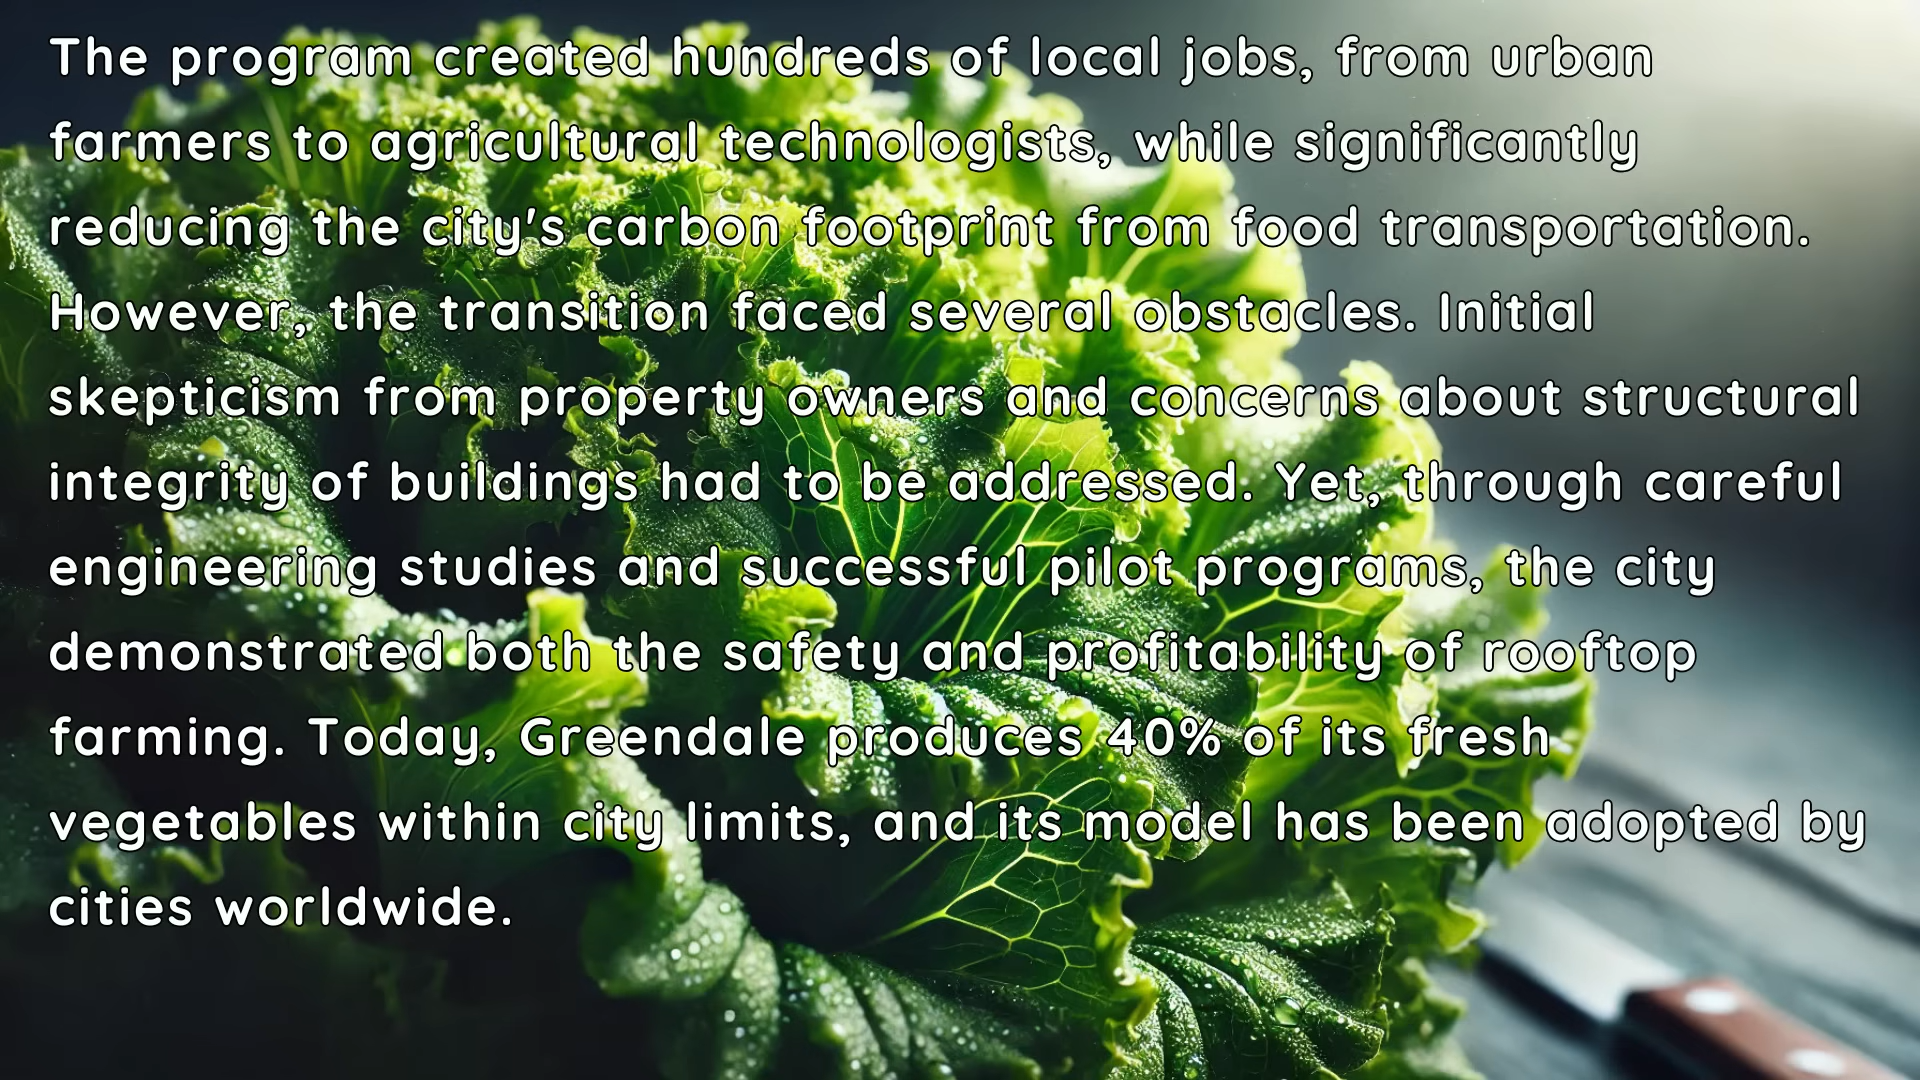 The program created hundreds of local jobs, from urban
farmers to agricultural technologists, while significantly
reducing the city's carbon footprint from food transportation.
However, the transition faced several obstacles. Initial
skepticism from property owners and concerns about structural
integrity of buildings had to be addressed. Yet, through careful
engineering studies and successful pilot programs, the city
demonstrated both the safety and profitability of rooftop
farming. Today, Greendale produces 40% of its fresh
vegetables within city limits, and its model has been adopted by
cities worldwide.